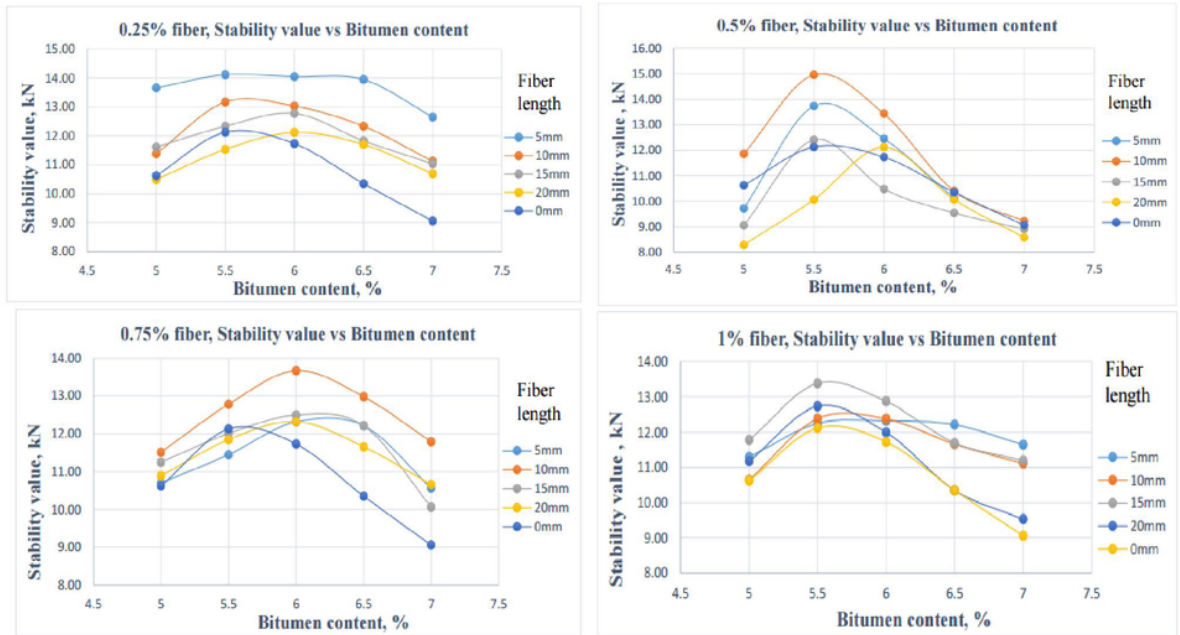 0.25% fiber, Stability value vs Bitumen content
Stability value, kN
15.00
14.00
13.00
12.00
11.00
10.00
9.00
8.00
4.5 5 5.5 6 6.5 7 7.5
Bitumen content, %
Fiber
length
5mm
10mm
15mm
20mm
0mm
0.5% fiber, Stability value vs Bitumen content
Stability value , kN
16.00
15.00
14.00
13.00
12.00
11.00
10.00
9.00
8.00
4.5 5 5.5 6 6.5 7 7.5
Bitumen content, %
Fiber
length
5mm
10mm
15mm
20mm
0mm
0.75% fiber, Stability value vs Bitumen content
Stability value , kN
14.00
13.00
12.00
11.00
10.00
9.00
8.00
4.5 5 5.5 6 6.5 7 7.5
Bitumen content, %
Fiber
length
5mm
10mm
15mm
20mm
0mm
1% fiber, Stability value vs Bitumen content
Stability value , kN
14.00
13.00
12.00
11.00
10.00
9.00
8.00
4.5 5 5.5 6 6.5 7 7.5
Bitumen content, %
Fiber
length
5mm
10mm
15mm
20mm
0mm